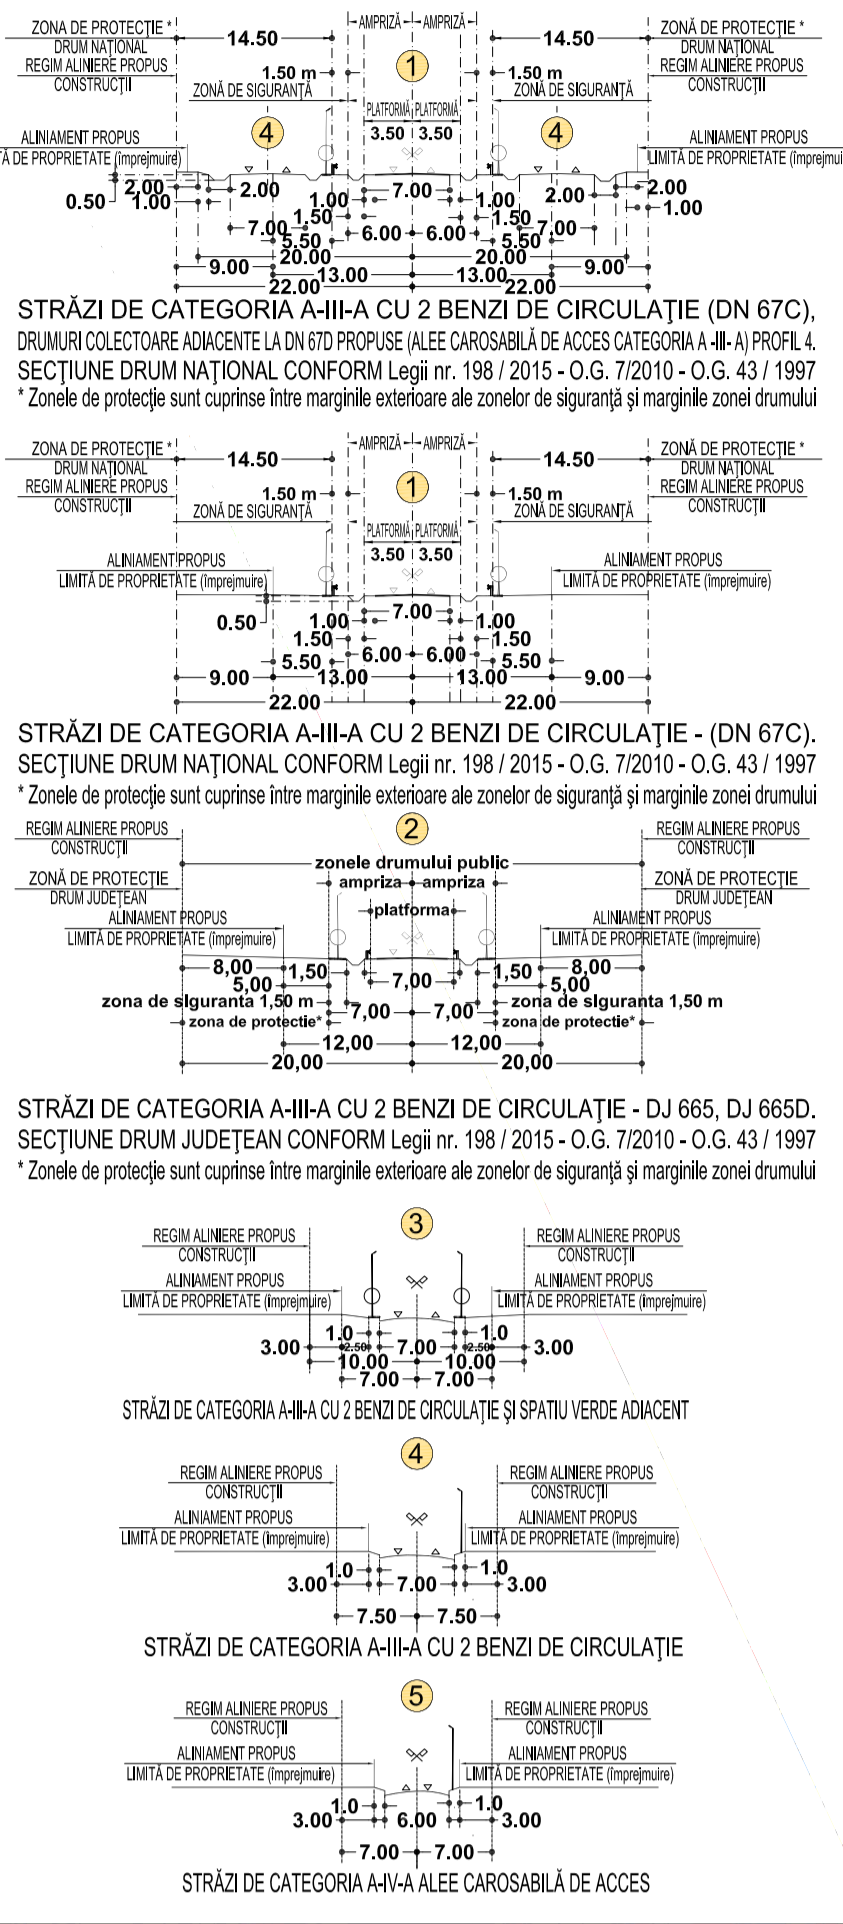 AMPRIZĂ AMPRIZĂ
ZONA DE PROTECȚIE * ZONĂ DE PROTECȚIE *
14.50 14.50
DRUM NAȚIONAL DRUM NAȚIONAL
REGIM ALINIERE PROPUS 1 REGIM ALINIERE PROPUS
1.50 m 1.50 m
CONSTRUCȚII CONSTRUCȚII
ZONĂ DE SIGURANȚĂ ZONĂ DE SIGURANȚĂ
PLATFORMĂ PLATFORMĂ
4 3.50 3.50 4
ALINIAMENT PROPUS ALINIAMENT PROPUS
TĂ DE PROPRIETATE (împrejmuire) LIMITĂ DE PROPRIETATE (împrejmui
2.00 2.00 7.00 2.00 2.00
0.50 1.00 1.00 1.00 1.00
1.50 1.50
7.00 6.00 6.00 7.00
5.50 5.50
20.00 20.00
9.00 13.00 13.00 9.00
22.00 22.00
STRĂZI DE CATEGORIA A-III-A CU 2 BENZI DE CIRCULAȚIE (DN 67C),
DRUMURI COLECTOARE ADIACENTE LA DN 67D PROPUSE (ALEE CAROSABILĂ DE ACCES CATEGORIA A -III- A) PROFIL 4.
SECȚIUNE DRUM NAȚIONAL CONFORM Legii nr. 198 / 2015 - O.G. 7/2010 - O.G. 43 / 1997
* Zonele de protecție sunt cuprinse între marginile exterioare ale zonelor de siguranță și marginile zonei drumului
AMPRIZĂ AMPRIZĂ
ZONA DE PROTECȚIE * ZONĂ DE PROTECȚIE *
14.50 14.50
DRUM NAȚIONAL DRUM NAȚIONAL
REGIM ALINIERE PROPUS 1 REGIM ALINIERE PROPUS
1.50 m 1.50 m
CONSTRUCȚII CONSTRUCȚII
ZONĂ DE SIGURANȚĂ ZONĂ DE SIGURANȚĂ
PLATFORMĂ PLATFORMĂ
3.50 3.50
ALINIAMENT PROPUS ALINIAMENT PROPUS
LIMITĂ DE PROPRIETATE (împrejmuire) LIMITĂ DE PROPRIETATE (împrejmuire)
7.00
0.50 1.00 1.00
1.50 1.50
6.00 6.00
5.50 5.50
9.00 13.00 13.00 9.00
22.00 22.00
STRĂZI DE CATEGORIA A-III-A CU 2 BENZI DE CIRCULAȚIE - (DN 67C).
SECȚIUNE DRUM NAȚIONAL CONFORM Legii nr. 198 / 2015 - O.G. 7/2010 - O.G. 43 / 1997
* Zonele de protecție sunt cuprinse între marginile exterioare ale zonelor de siguranță și marginile zonei drumului
REGIM ALINIERE PROPUS 2 REGIM ALINIERE PROPUS
CONSTRUCȚII CONSTRUCȚII
zonele drumului public
ZONĂ DE PROTECȚIE ampriza ampriza ZONĂ DE PROTECȚIE
DRUM JUDEȚEAN DRUM JUDEȚEAN
platforma
ALINIAMENT PROPUS ALINIAMENT PROPUS
LIMITĂ DE PROPRIETATE (împrejmuire) LIMITĂ DE PROPRIETATE (împrejmuire)
8,00 1,50 7,00 1,50 8,00
5,00 5,00
zona de siguranta 1,50 m zona de siguranta 1,50 m
7,00 7,00
zona de protectie* zona de protectie*
12,00 12,00
20,00 20,00
STRĂZI DE CATEGORIA A-III-A CU 2 BENZI DE CIRCULAȚIE - DJ 665, DJ 665D.
SECȚIUNE DRUM JUDEȚEAN CONFORM Legii nr. 198 / 2015 - O.G. 7/2010 - O.G. 43 / 1997
* Zonele de protecție sunt cuprinse între marginile exterioare ale zonelor de siguranță și marginile zonei drumului
3
REGIM ALINIERE PROPUS REGIM ALINIERE PROPUS
CONSTRUCȚII CONSTRUCȚII
ALINIAMENT PROPUS ALINIAMENT PROPUS
LIMITĂ DE PROPRIETATE (împrejmuire) LIMITĂ DE PROPRIETATE (împrejmuire)
1.0 1.0
3.00 2.50 7.00 2.50 3.00
10.00 10.00
7.00 7.00
STRĂZI DE CATEGORIA A-III-A CU 2 BENZI DE CIRCULAȚIE ȘI SPATIU VERDE ADIACENT
4
REGIM ALINIERE PROPUS REGIM ALINIERE PROPUS
CONSTRUCȚII CONSTRUCȚII
ALINIAMENT PROPUS ALINIAMENT PROPUS
LIMITĂ DE PROPRIETATE (împrejmuire) LIMITĂ DE PROPRIETATE (împrejmuire)
1.0 1.0
3.00 7.00 3.00
7.50 7.50
STRĂZI DE CATEGORIA A-III-A CU 2 BENZI DE CIRCULAȚIE
5
REGIM ALINIERE PROPUS REGIM ALINIERE PROPUS
CONSTRUCȚII CONSTRUCȚII
ALINIAMENT PROPUS ALINIAMENT PROPUS
LIMITĂ DE PROPRIETATE (împrejmuire) LIMITĂ DE PROPRIETATE (împrejmuire)
1.0 1.0
3.00 6.00 3.00
7.00 7.00
STRĂZI DE CATEGORIA A-IV-A ALEE CAROSABILĂ DE ACCES